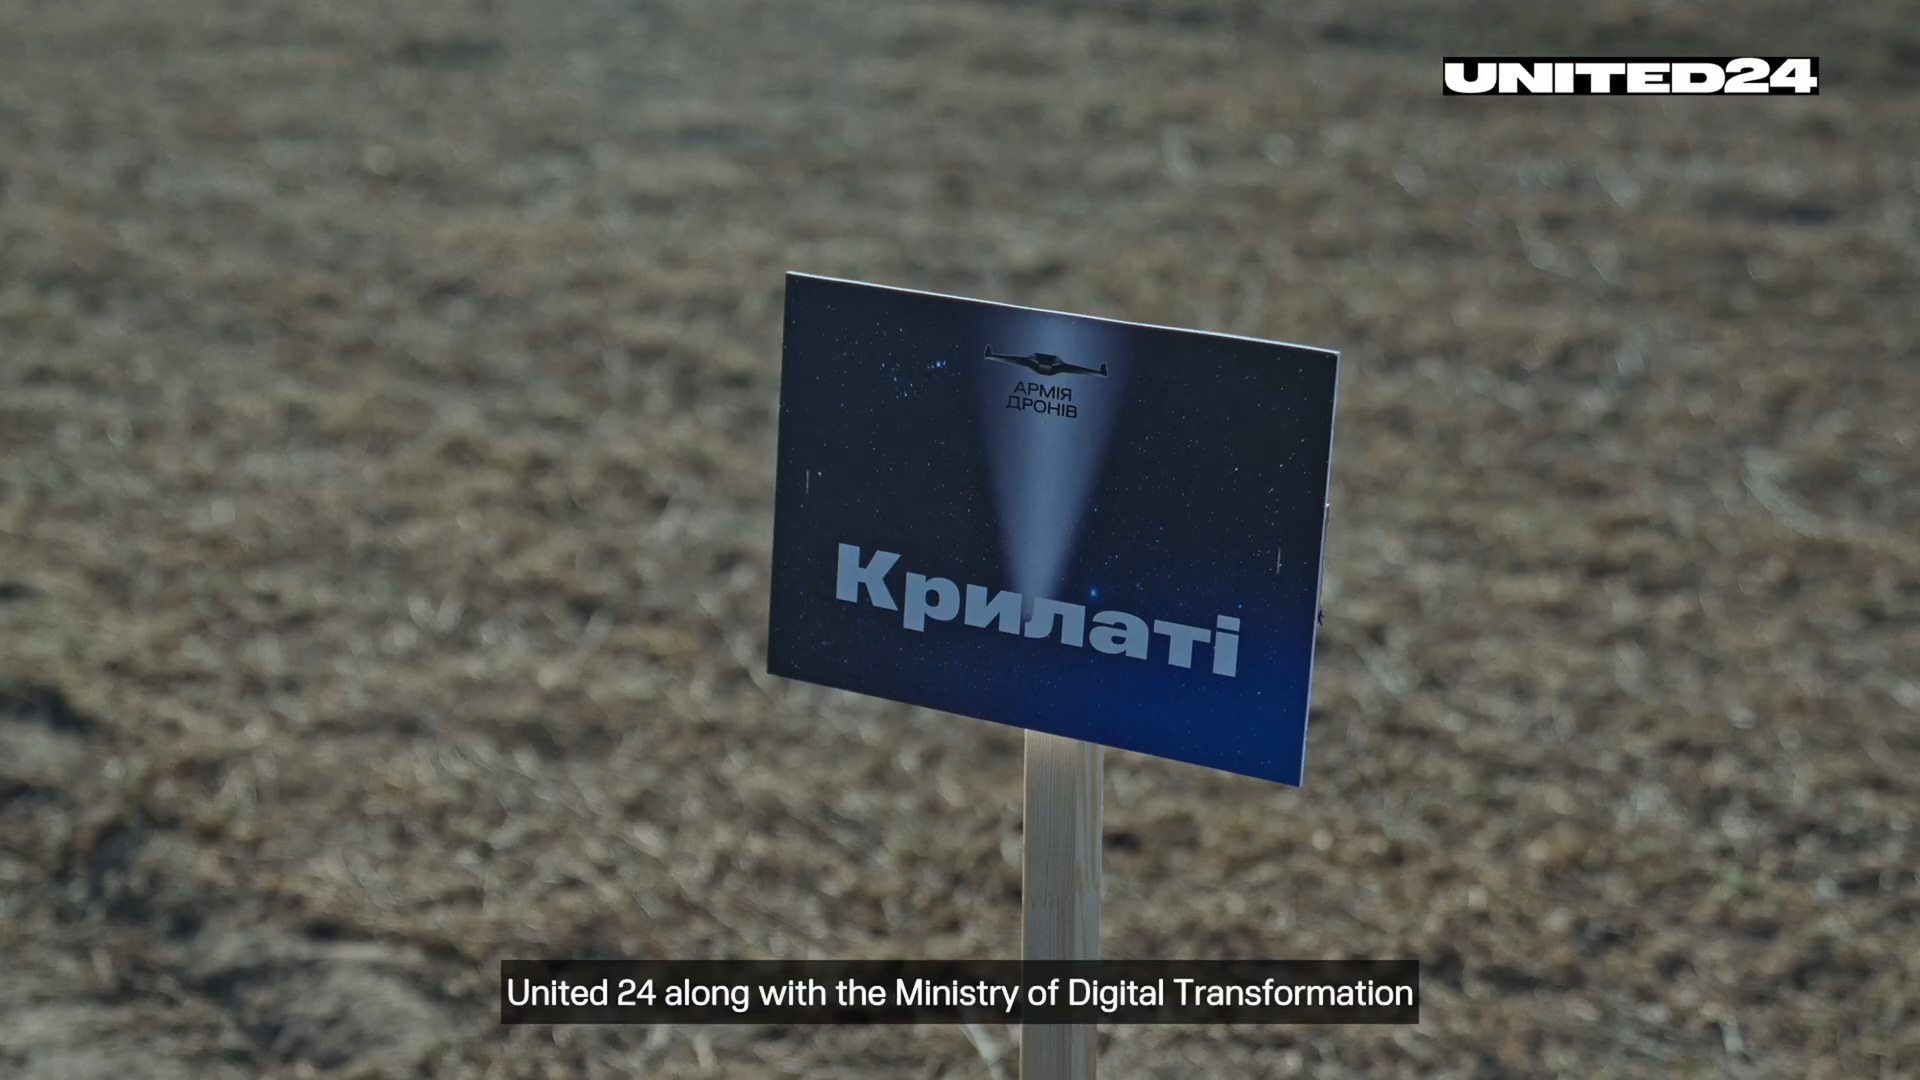 UNITED24
АРМІЯ
ДРОНІВ
Крилаті
United 24 along with the Ministry of Digital Transformation